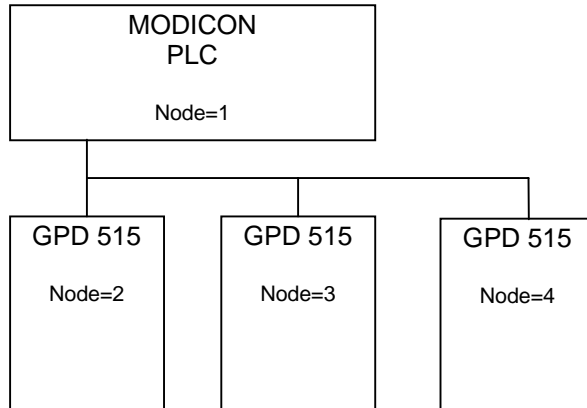 MODICON
PLC
Node=1
GPD 515
GPD 515
GPD 515
Node=2
Node=3
Node=4